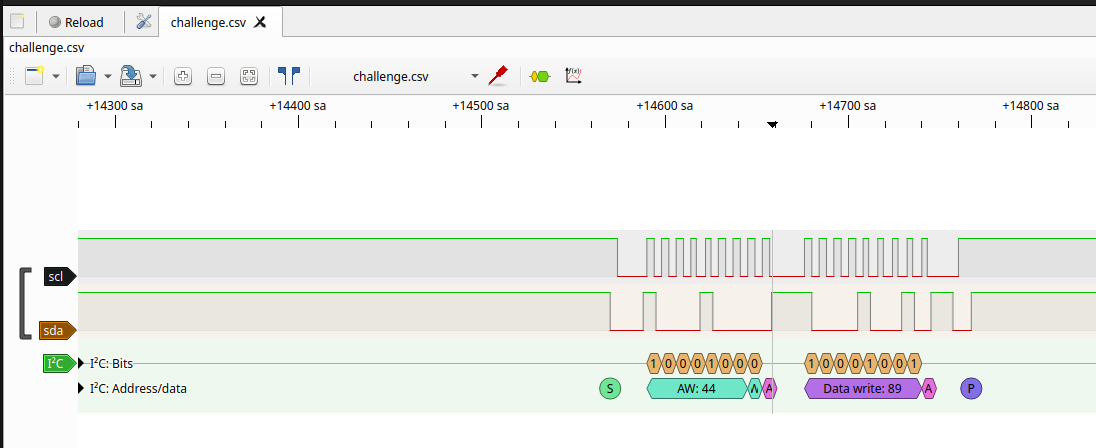 Reload challenge.csv
challenge.csv
challenge.csv
+14300 sa +14400 sa +14500 sa +14600 sa +14700 sa +14800 sa
scl
sda
I²C I²C: Bits 1 0 0 0 1 0 0 0 1 0 0 0 1 0 0 1
I²C: Address/data S AW: 44 W A Data write: 89 A P